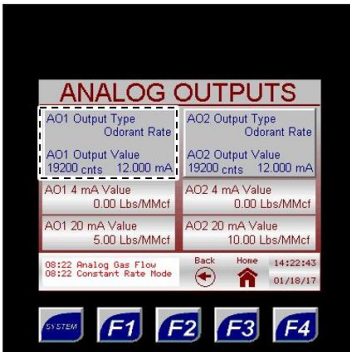 ANALOG OUTPUTS
AO1 Output Type
Odorant Rate
AO1 Output Value
19200 cnts 12.000 mA
AO2 Output Type
Odorant Rate
AO2 Output Value
19200 cnts 12.000 mA
AO1 4 mA Value
0.00 Lbs/MMcf
AO2 4 mA Value
0.00 Lbs/MMcf
AO1 20 mA Value
5.00 Lbs/MMcf
AO2 20 mA Value
10.00 Lbs/MMcf
08:22 Analog Gas Flow
08:22 Constant Rate Mode
Back
Home
14:22:43
01/18/17
SYSTEM F1 F2 F3 F4